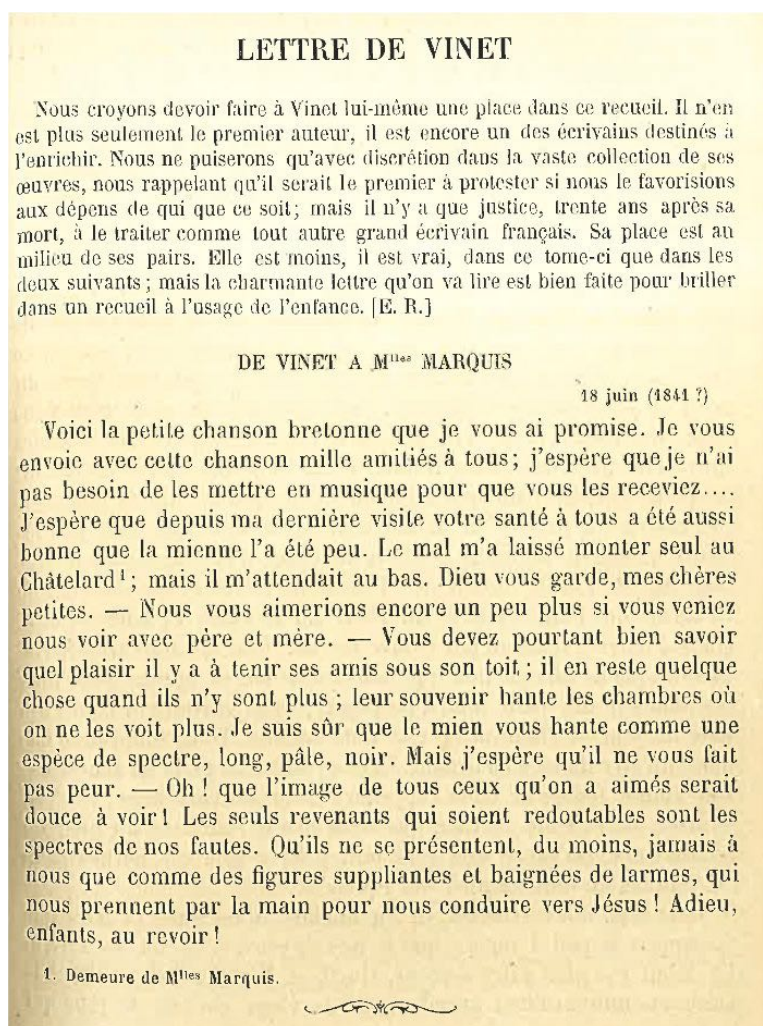 LETTRE DE VINET
Nous croyons devoir faire à Vinet lui-même une place dans ce recueil. Il n'en
est plus seulement le premier auteur, il est encore un des écrivains destinés à
l'enrichir. Nous ne puiserons qu'avec discrétion dans la vaste collection de ses
œuvres, nous rappelant qu'il serait le premier à protester si nous le favorisions
aux dépens de qui que ce soit; mais il n'y a que justice, trente ans après sa
mort, à le traiter comme tout autre grand écrivain français. Sa place est au
milieu de ses pairs. Elle est moins, il est vrai, dans ce tome-ci que dans les
deux suivants; mais la charmante lettre qu'on va lire est bien faite pour briller
dans un recueil à l'usage de l'enfance. [E. R.]
DE VINET A Mlles MARQUIS
18 juin (1841 ?)
Voici la petite chanson bretonne que je vous ai promise. Je vous
envoie avec cette chanson mille amitiés à tous; j'espère que je n'ai
pas besoin de les mettre en musique pour que vous les receviez....
J'espère que depuis ma dernière visite votre santé à tous a été aussi
bonne que la mienne l'a été peu. Le mal m'a laissé monter seul au
Châtelard¹; mais il m'attendait au bas. Dieu vous garde, mes chères
petites. — Nous vous aimerions encore un peu plus si vous veniez
nous voir avec père et mère. — Vous devez pourtant bien savoir
quel plaisir il y a à tenir ses amis sous son toit; il en reste quelque
chose quand ils n'y sont plus; leur souvenir hante les chambres où
on ne les voit plus. Je suis sûr que le mien vous hante comme une
espèce de spectre, long, pâle, noir. Mais j'espère qu'il ne vous fait
pas peur. — Oh ! que l'image de tous ceux qu'on a aimés serait
douce à voir ! Les seuls revenants qui soient redoutables sont les
spectres de nos fautes. Qu'ils ne se présentent, du moins, jamais à
nous que comme des figures suppliantes et baignées de larmes, qui
nous prennent par la main pour nous conduire vers Jésus ! Adieu,
enfants, au revoir !
1. Demeure de Mlles Marquis.